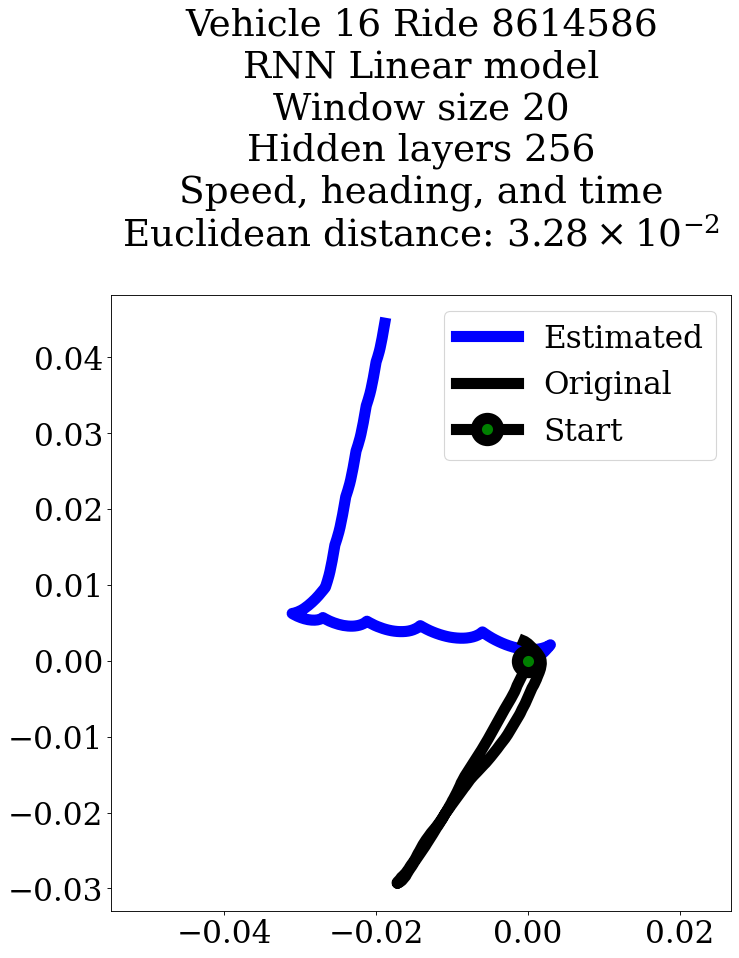 Vehicle 16 Ride 8614586
RNN Linear model
Window size 20
Hidden layers 256
Speed, heading, and time
Euclidean distance: 3.28 × 10⁻²
Estimated
Original
Start
0.04
0.03
0.02
0.01
0.00
−0.01
−0.02
−0.03
−0.04
−0.02
0.00
0.02